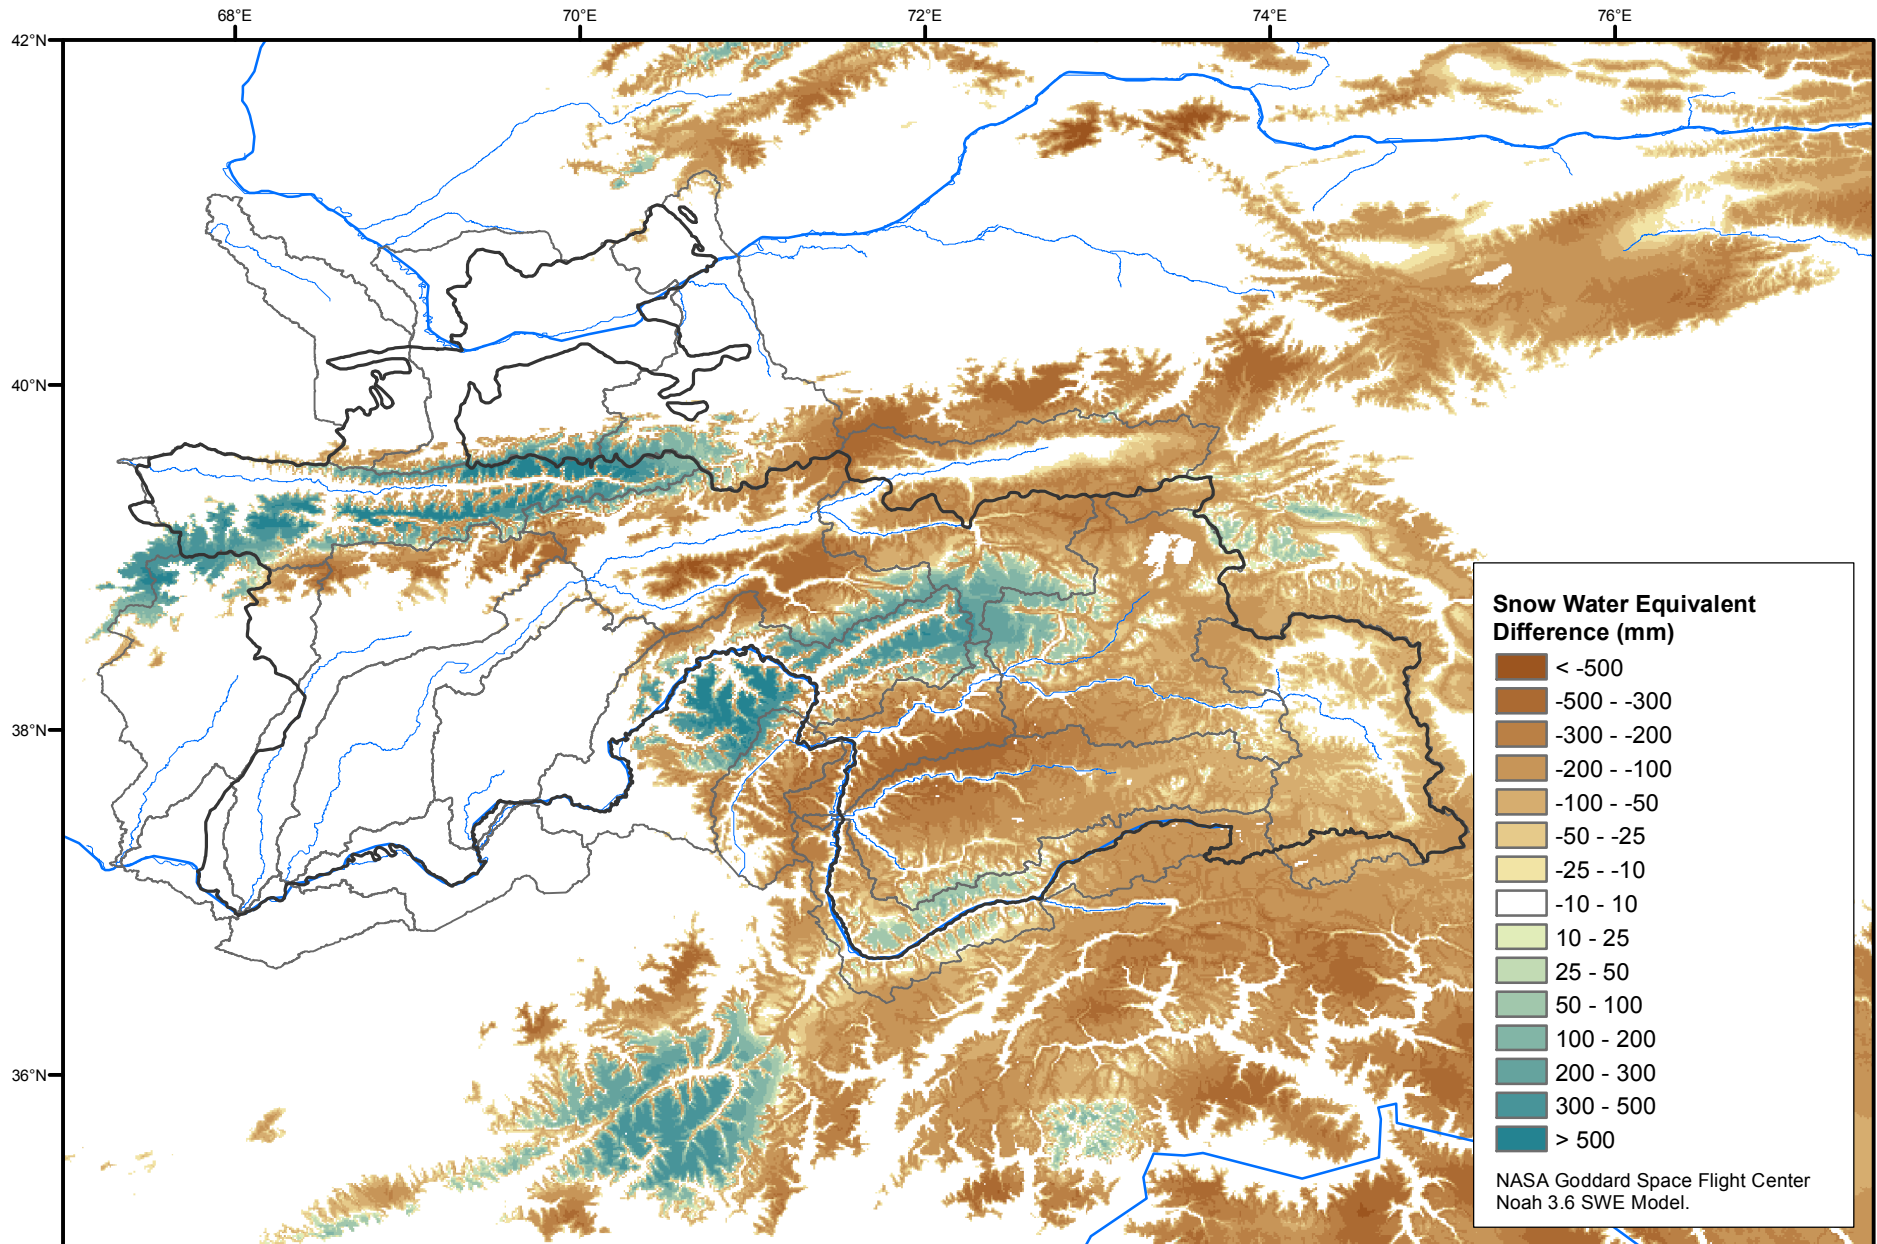 68°E 70°E 72°E 74°E 76°E
42°N
40°N
38°N
36°N
Snow Water Equivalent
Difference (mm)
< -500
-500 - -300
-300 - -200
-200 - -100
-100 - -50
-50 - -25
-25 - -10
-10 - 10
10 - 25
25 - 50
50 - 100
100 - 200
200 - 300
300 - 500
> 500
NASA Goddard Space Flight Center
Noah 3.6 SWE Model.